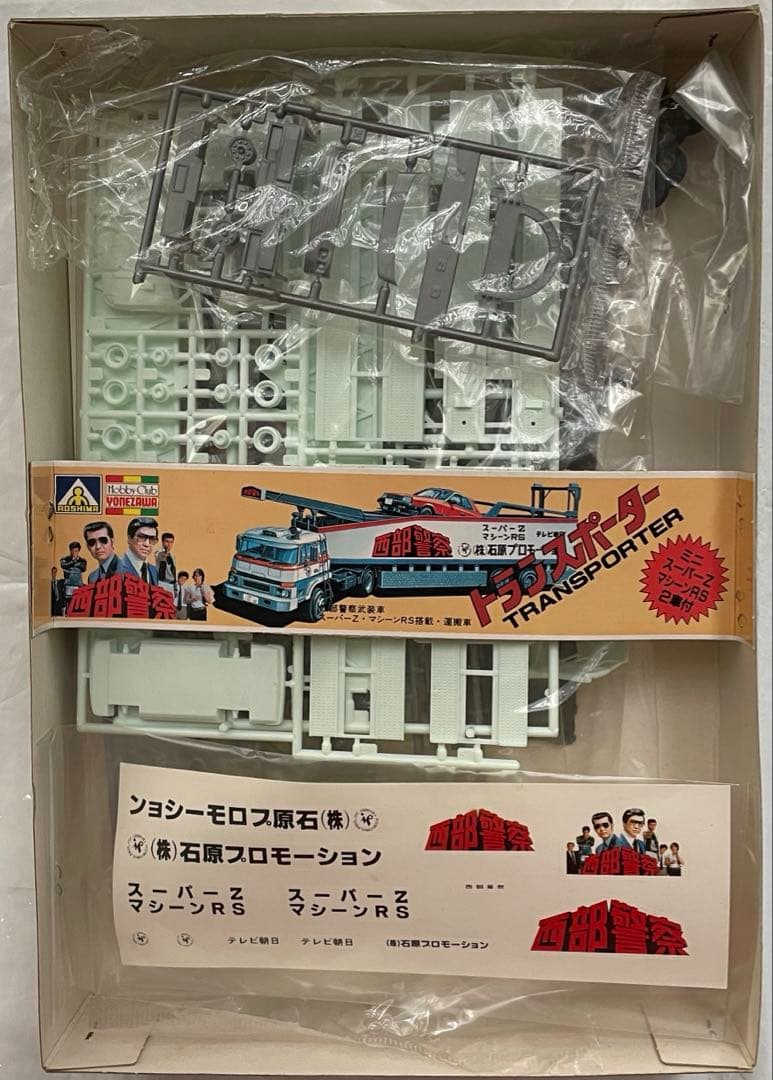 AOSHIMA
Hobby Club
YONEZAWA
西部警察
西部警察
スーパーZ
マシーンRS
テレビ朝
(株)石原プロモー
部警察武装車
スーパーZ・マシーンRS搭載・運搬車
トランスポーター
TRANSPORTER
ミニ
スーパーZ
マシーンRS
2車付
ンョシーモロプ原石(株)
(株)石原プロモーション
西部警察
西部警察
スーパーZ
マシーンRS
スーパーZ
マシーンRS
西部警察
西部警察
テレビ朝日
テレビ朝日
(株)石原プロモーション